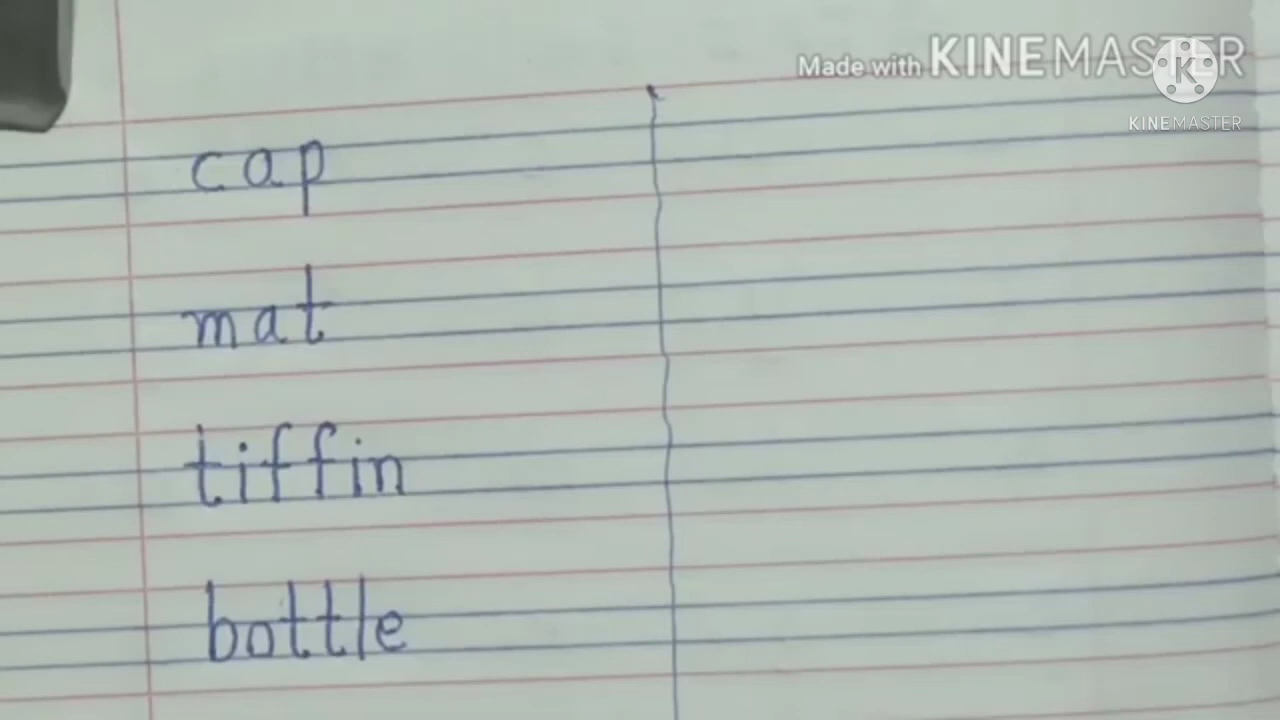 Made with KINEMASTER
KINEMASTER
cap
mat
tiffin
bottle